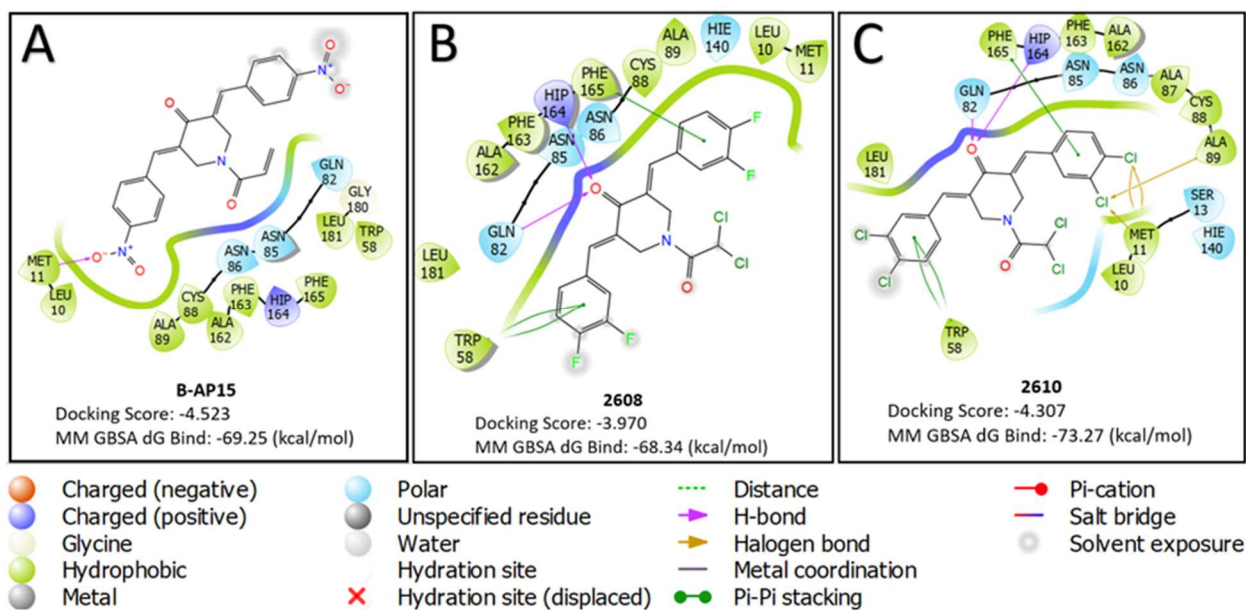 A
O
N+
O-
O
N
O
O-
N+
O
GLN
82
GLY
180
LEU
181
TRP
58
ASN
85
ASN
86
MET
11
LEU
10
CYS
88
PHE
163
HIP
164
PHE
165
ALA
89
ALA
162
B-AP15
Docking Score: -4.523
MM GBSA dG Bind: -69.25 (kcal/mol)
B
ALA
89
HIE
140
LEU
10
MET
11
CYS
88
PHE
165
HIP
164
ASN
86
PHE
163
ASN
85
ALA
162
F
F
O
GLN
82
Cl
N
Cl
O
LEU
181
TRP
58
F
F
2608
Docking Score: -3.970
MM GBSA dG Bind: -68.34 (kcal/mol)
C
PHE
165
HIP
164
PHE
163
ALA
162
ASN
85
ASN
86
ALA
87
GLN
82
CYS
88
ALA
89
O
Cl
Cl
LEU
181
SER
13
MET
11
HIE
140
LEU
10
N
Cl
Cl
O
Cl
Cl
TRP
58
2610
Docking Score: -4.307
MM GBSA dG Bind: -73.27 (kcal/mol)
Charged (negative)
Charged (positive)
Glycine
Hydrophobic
Metal
Polar
Unspecified residue
Water
Hydration site
Hydration site (displaced)
Distance
H-bond
Halogen bond
Metal coordination
Pi-Pi stacking
Pi-cation
Salt bridge
Solvent exposure